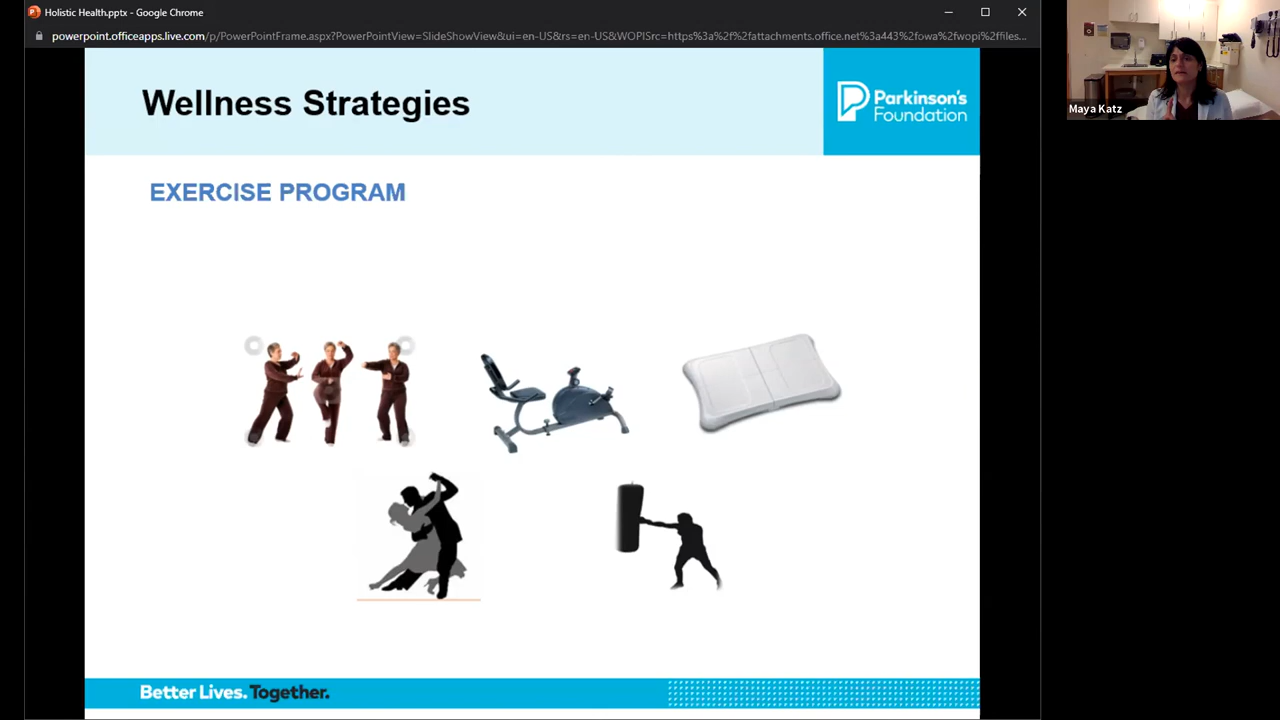 Holistic Health.pptx - Google Chrome
powerpoint.officeapps.live.com/p/PowerPointFrame.aspx?PowerPointView=SlideShowView&ui=en-US&rs=en-US&WOPISrc=https%3a%2f%2fattachments.office.net%3a443%2fowa%2fwopi%2ffiles...
Wellness Strategies
Parkinson's
Foundation
Maya Katz
EXERCISE PROGRAM
Better Lives. Together.